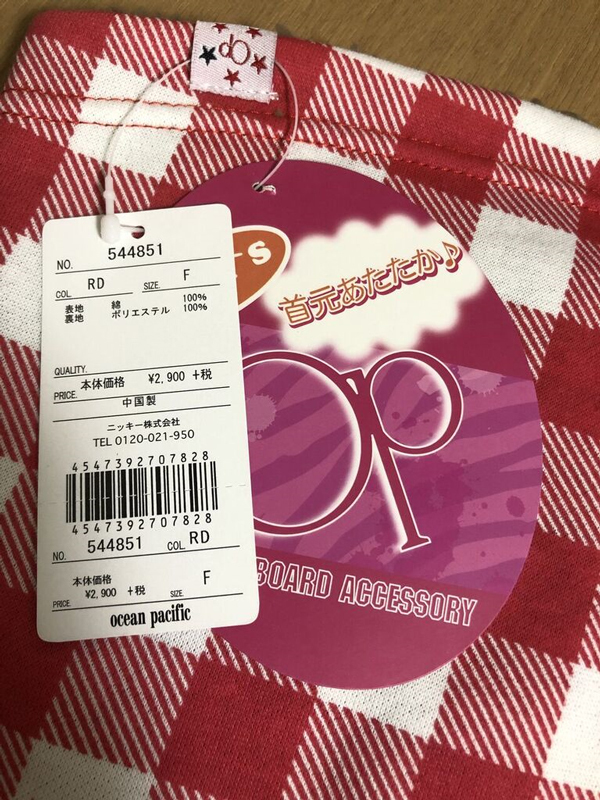 Op
NO. 544851
COL. RD SIZE. F
表地 綿 100%
裏地 ポリエステル 100%
QUALITY.
PRICE. 本体価格 ¥2,900 +税
中国製
ニッキー株式会社
TEL 0120-021-950
4547392707828
4547392707828
NO. 544851 COL. RD
本体価格
PRICE ¥2,900 +税 SIZE. F
ocean pacific
首元あたたか♪
op
BOARD ACCESSORY